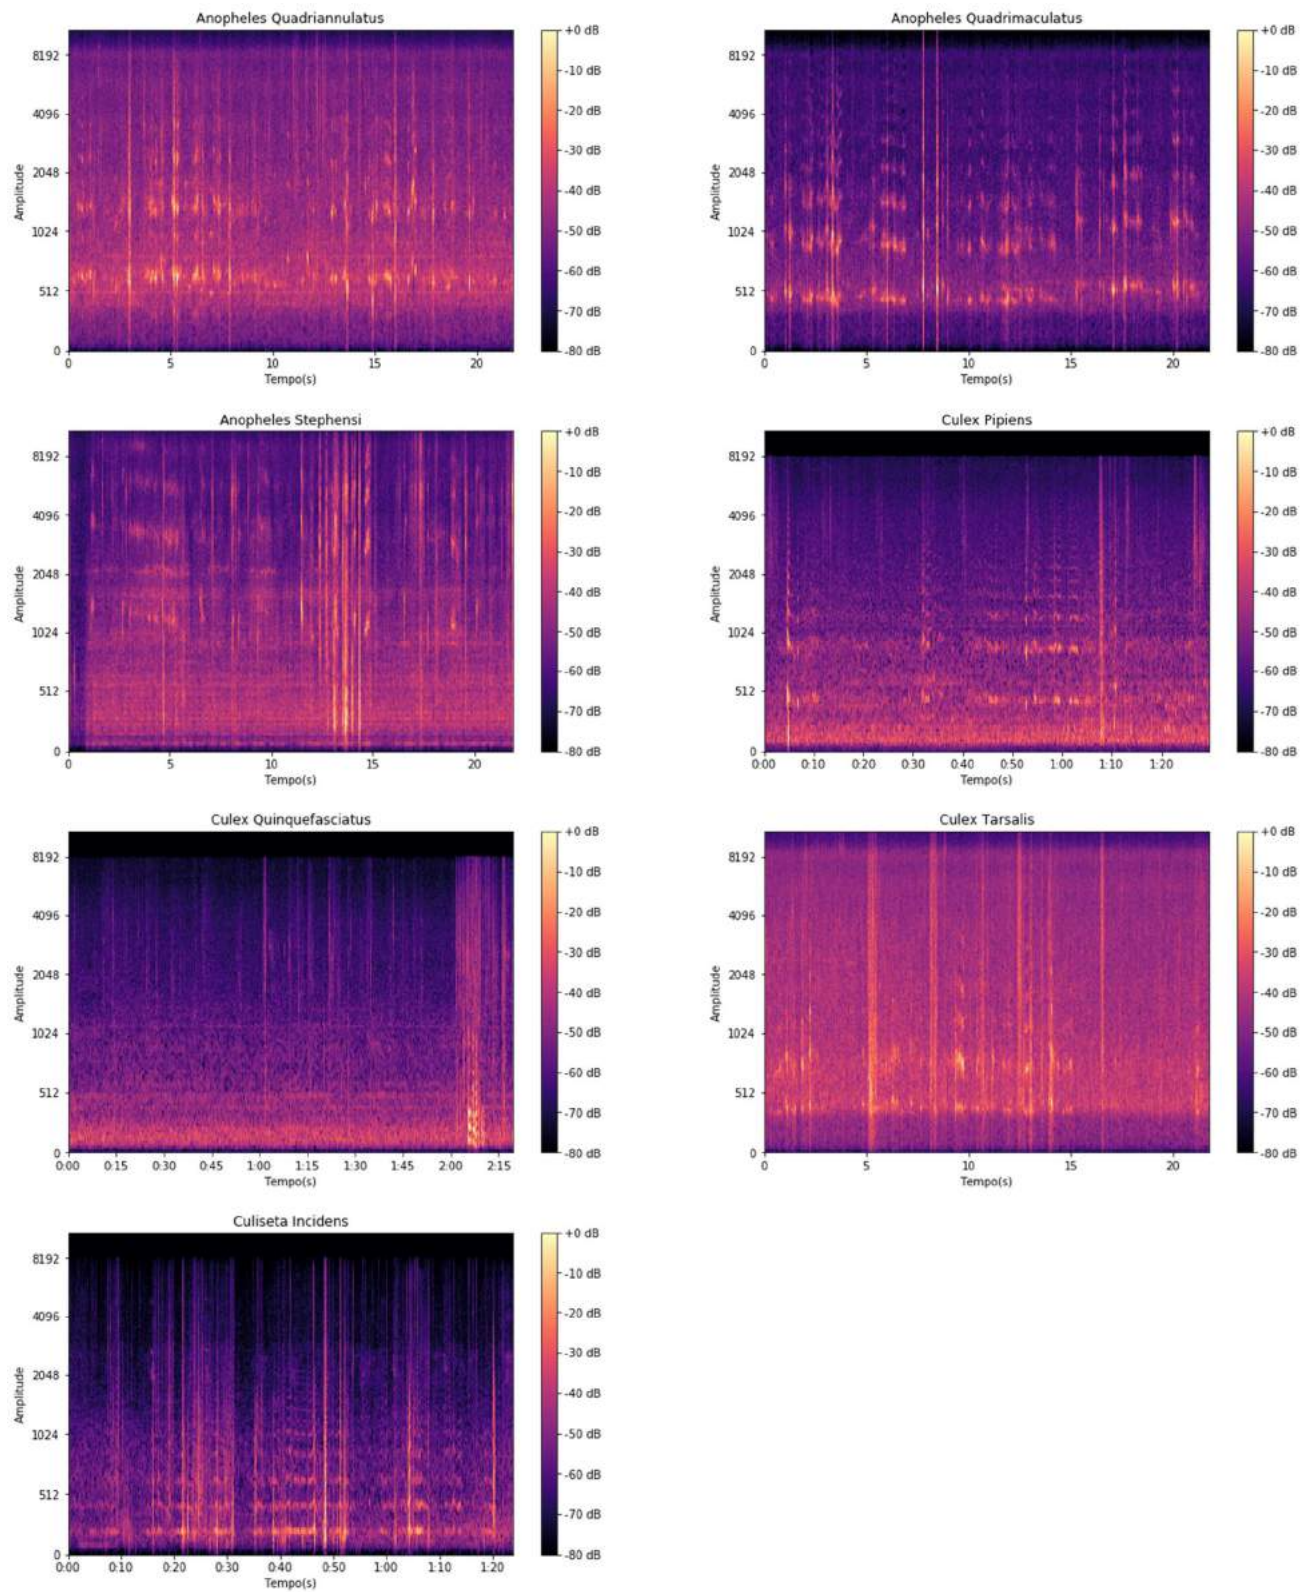 Anopheles Quadriannulatus
Amplitude
8192
4096
2048
1024
512
0
0 5 10 15 20
Tempo(s)
+0 dB
-10 dB
-20 dB
-30 dB
-40 dB
-50 dB
-60 dB
-70 dB
-80 dB
Anopheles Quadrimaculatus
Amplitude
8192
4096
2048
1024
512
0
0 5 10 15 20
Tempo(s)
+0 dB
-10 dB
-20 dB
-30 dB
-40 dB
-50 dB
-60 dB
-70 dB
-80 dB
Anopheles Stephensi
Amplitude
8192
4096
2048
1024
512
0
0 5 10 15 20
Tempo(s)
+0 dB
-10 dB
-20 dB
-30 dB
-40 dB
-50 dB
-60 dB
-70 dB
-80 dB
Culex Pipiens
Amplitude
8192
4096
2048
1024
512
0
0:00 0:10 0:20 0:30 0:40 0:50 1:00 1:10 1:20
Tempo(s)
+0 dB
-10 dB
-20 dB
-30 dB
-40 dB
-50 dB
-60 dB
-70 dB
-80 dB
Culex Quinquefasciatus
Amplitude
8192
4096
2048
1024
512
0
0:00 0:15 0:30 0:45 1:00 1:15 1:30 1:45 2:00 2:15
Tempo(s)
+0 dB
-10 dB
-20 dB
-30 dB
-40 dB
-50 dB
-60 dB
-70 dB
-80 dB
Culex Tarsalis
Amplitude
8192
4096
2048
1024
512
0
0 5 10 15 20
Tempo(s)
+0 dB
-10 dB
-20 dB
-30 dB
-40 dB
-50 dB
-60 dB
-70 dB
-80 dB
Culiseta Incidens
Amplitude
8192
4096
2048
1024
512
0
0:00 0:10 0:20 0:30 0:40 0:50 1:00 1:10 1:20
Tempo(s)
+0 dB
-10 dB
-20 dB
-30 dB
-40 dB
-50 dB
-60 dB
-70 dB
-80 dB